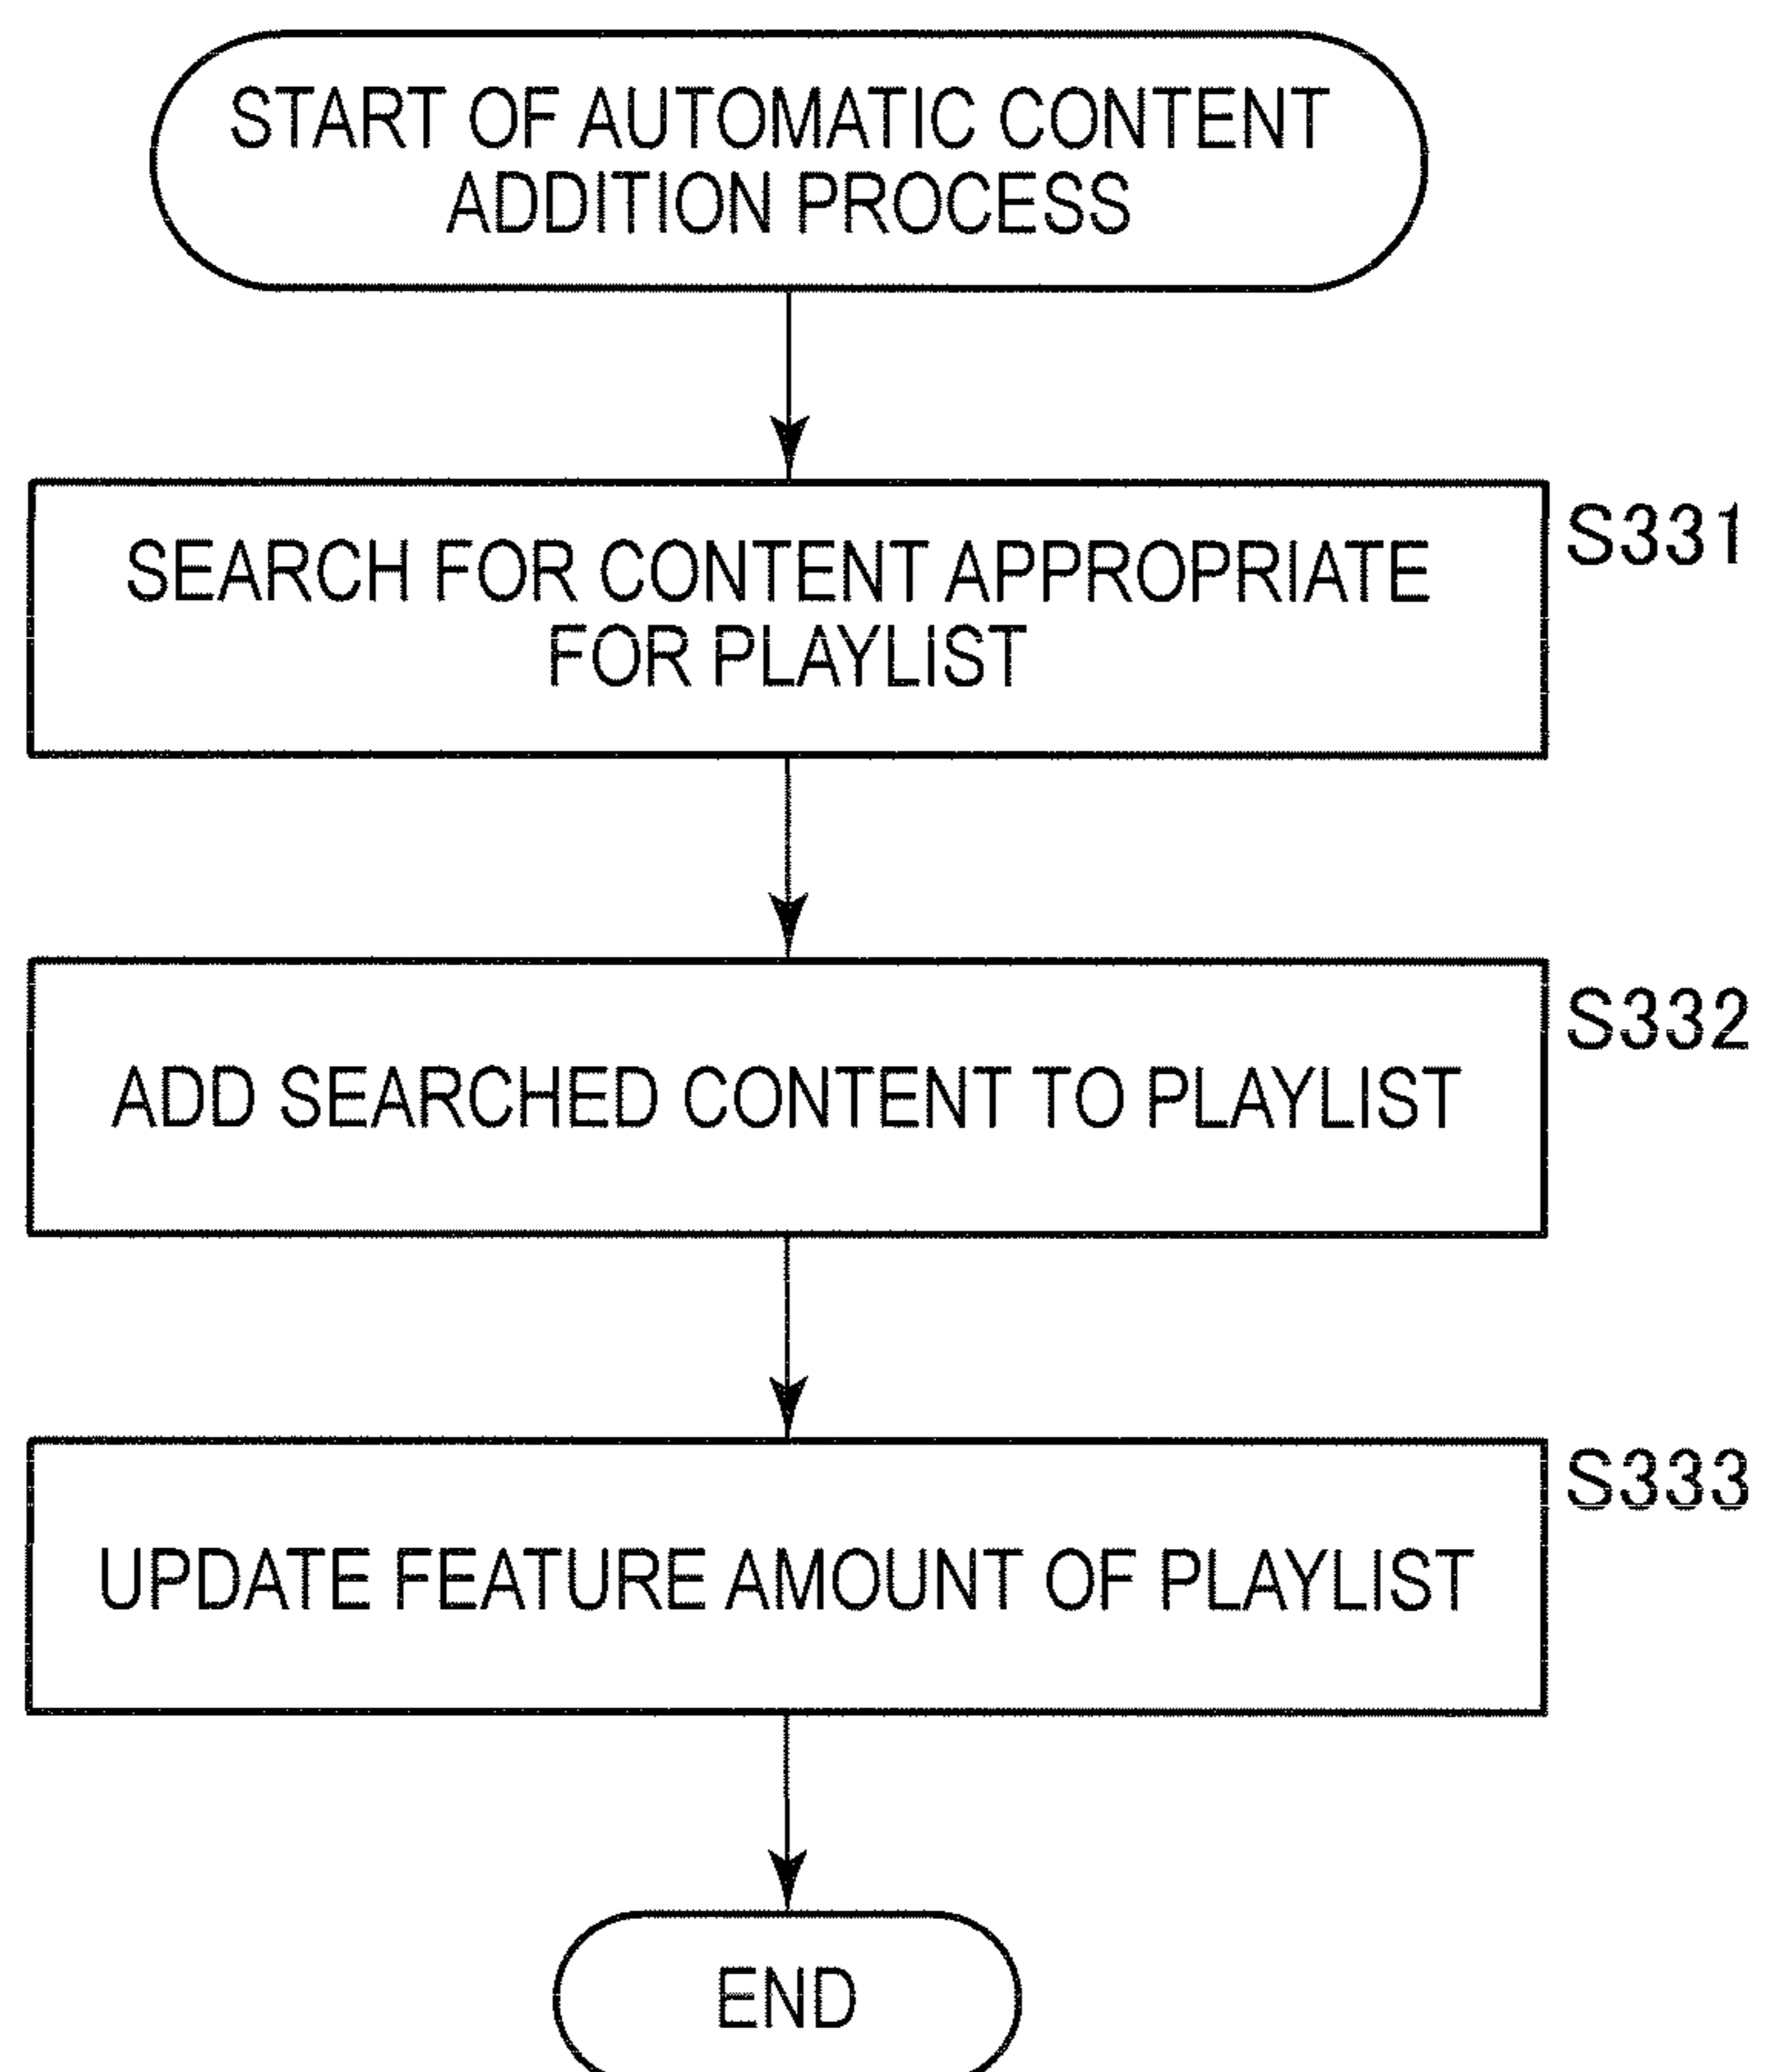 START OF AUTOMATIC CONTENT
ADDITION PROCESS
SEARCH FOR CONTENT APPROPRIATE
FOR PLAYLIST
S331
ADD SEARCHED CONTENT TO PLAYLIST
S332
UPDATE FEATURE AMOUNT OF PLAYLIST
S333
END